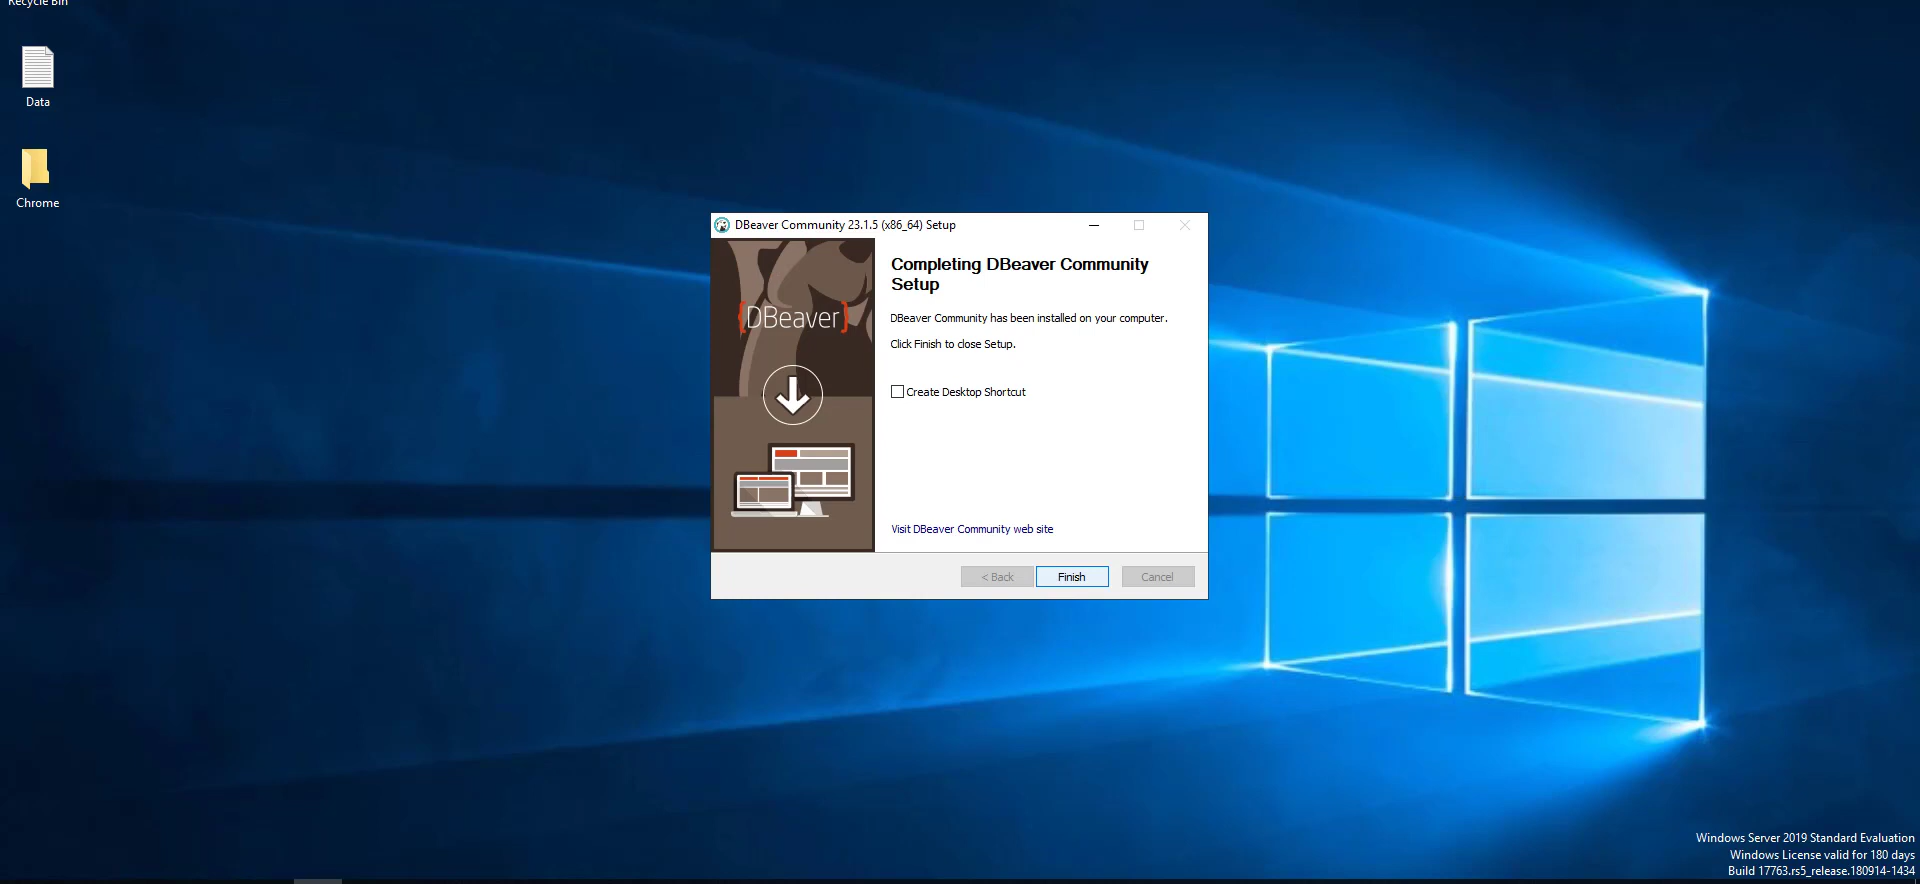 Recycle Bin
Data
Chrome
DBeaver Community 23.1.5 (x86_64) Setup
{DBeaver}
Completing DBeaver Community
Setup
DBeaver Community has been installed on your computer.
Click Finish to close Setup.
Create Desktop Shortcut
Visit DBeaver Community web site
< Back
Finish
Cancel
Windows Server 2019 Standard Evaluation
Windows License valid for 180 days
Build 17763.rs5_release.180914-1434